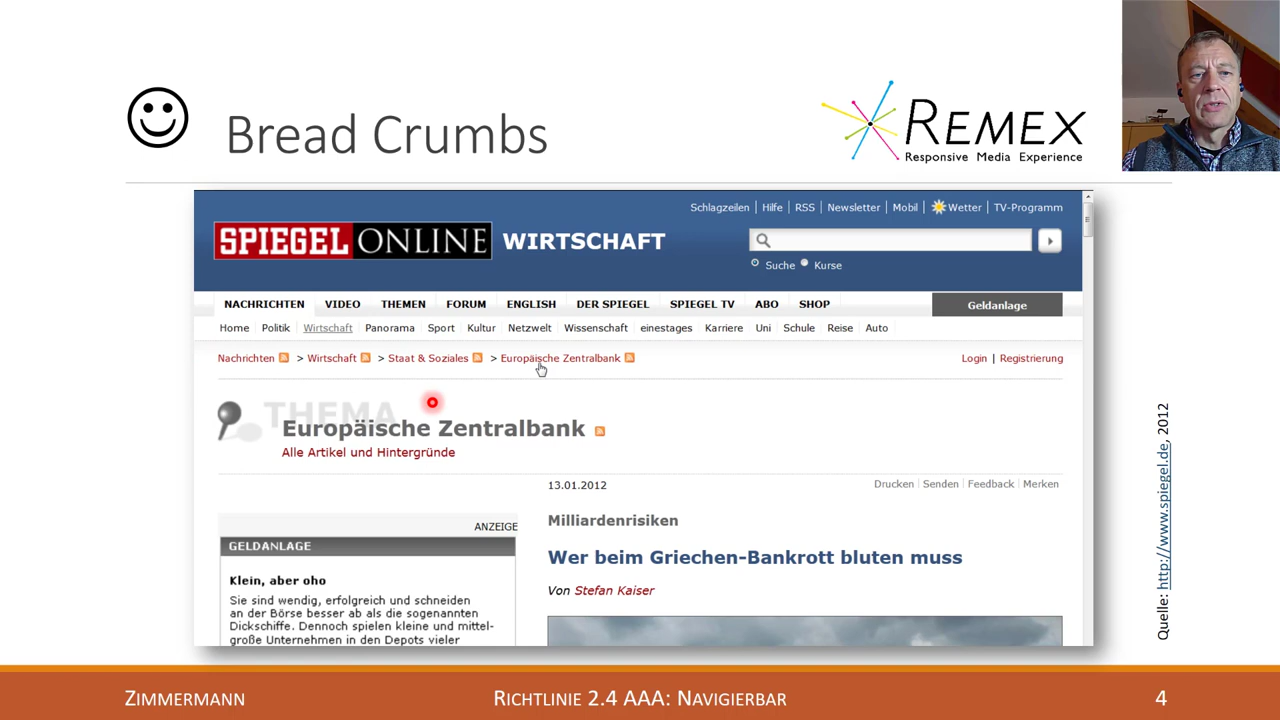 Bread Crumbs
REMEX
Responsive Media Experience
Schlagzeilen | Hilfe | RSS | Newsletter | Mobil | Wetter | TV-Programm
SPIEGEL ONLINE WIRTSCHAFT
Suche Kurse
NACHRICHTEN VIDEO THEMEN FORUM ENGLISH DER SPIEGEL SPIEGEL TV ABO SHOP Geldanlage
Home Politik Wirtschaft Panorama Sport Kultur Netzwelt Wissenschaft einestages Karriere Uni Schule Reise Auto
Nachrichten > Wirtschaft > Staat & Soziales > Europäische Zentralbank Login | Registrierung
THEMA
Europäische Zentralbank
Alle Artikel und Hintergründe
13.01.2012 Drucken | Senden | Feedback | Merken
Milliardenrisiken
ANZEIGE
GELDANLAGE
Wer beim Griechen-Bankrott bluten muss
Klein, aber oho
Von Stefan Kaiser
Sie sind wendig, erfolgreich und schneiden
an der Börse besser ab als die sogenannten
Dickschiffe. Dennoch spielen kleine und mittel-
große Unternehmen in den Depots vieler
Quelle: http://www.spiegel.de, 2012
ZIMMERMANN RICHTLINIE 2.4 AAA: NAVIGIERBAR 4